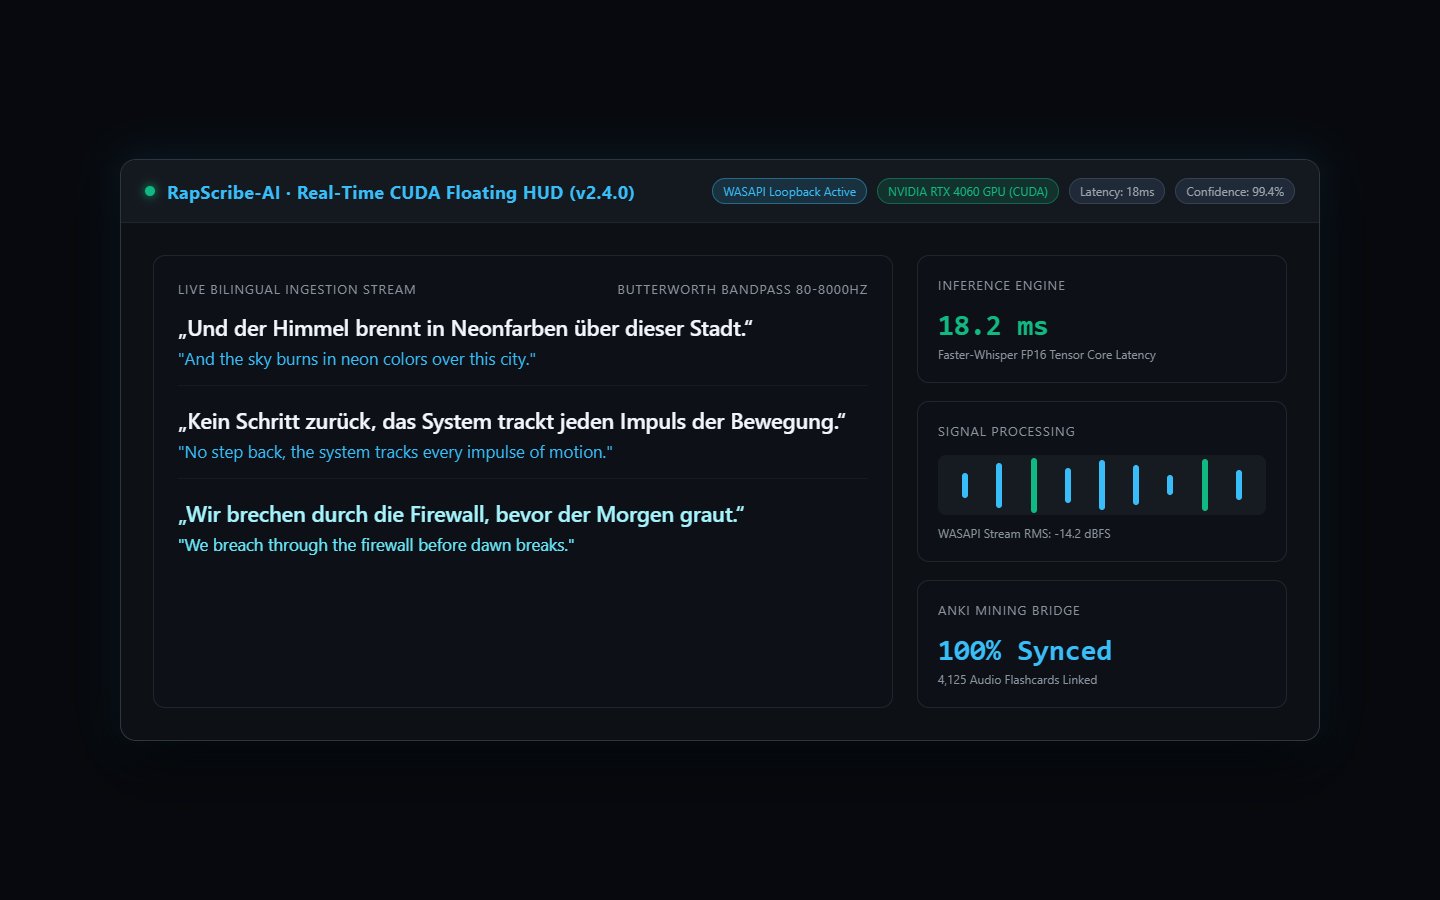 RapScribe-AI · Real-Time CUDA Floating HUD (v2.4.0)
WASAPI Loopback Active
NVIDIA RTX 4060 GPU (CUDA)
Latency: 18ms
Confidence: 99.4%
LIVE BILINGUAL INGESTION STREAM
BUTTERWORTH BANDPASS 80-8000HZ
„Und der Himmel brennt in Neonfarben über dieser Stadt.“
"And the sky burns in neon colors over this city."
„Kein Schritt zurück, das System trackt jeden Impuls der Bewegung.“
"No step back, the system tracks every impulse of motion."
„Wir brechen durch die Firewall, bevor der Morgen graut.“
"We breach through the firewall before dawn breaks."
INFERENCE ENGINE
18.2 ms
Faster-Whisper FP16 Tensor Core Latency
SIGNAL PROCESSING
WASAPI Stream RMS: -14.2 dBFS
ANKI MINING BRIDGE
100% Synced
4,125 Audio Flashcards Linked